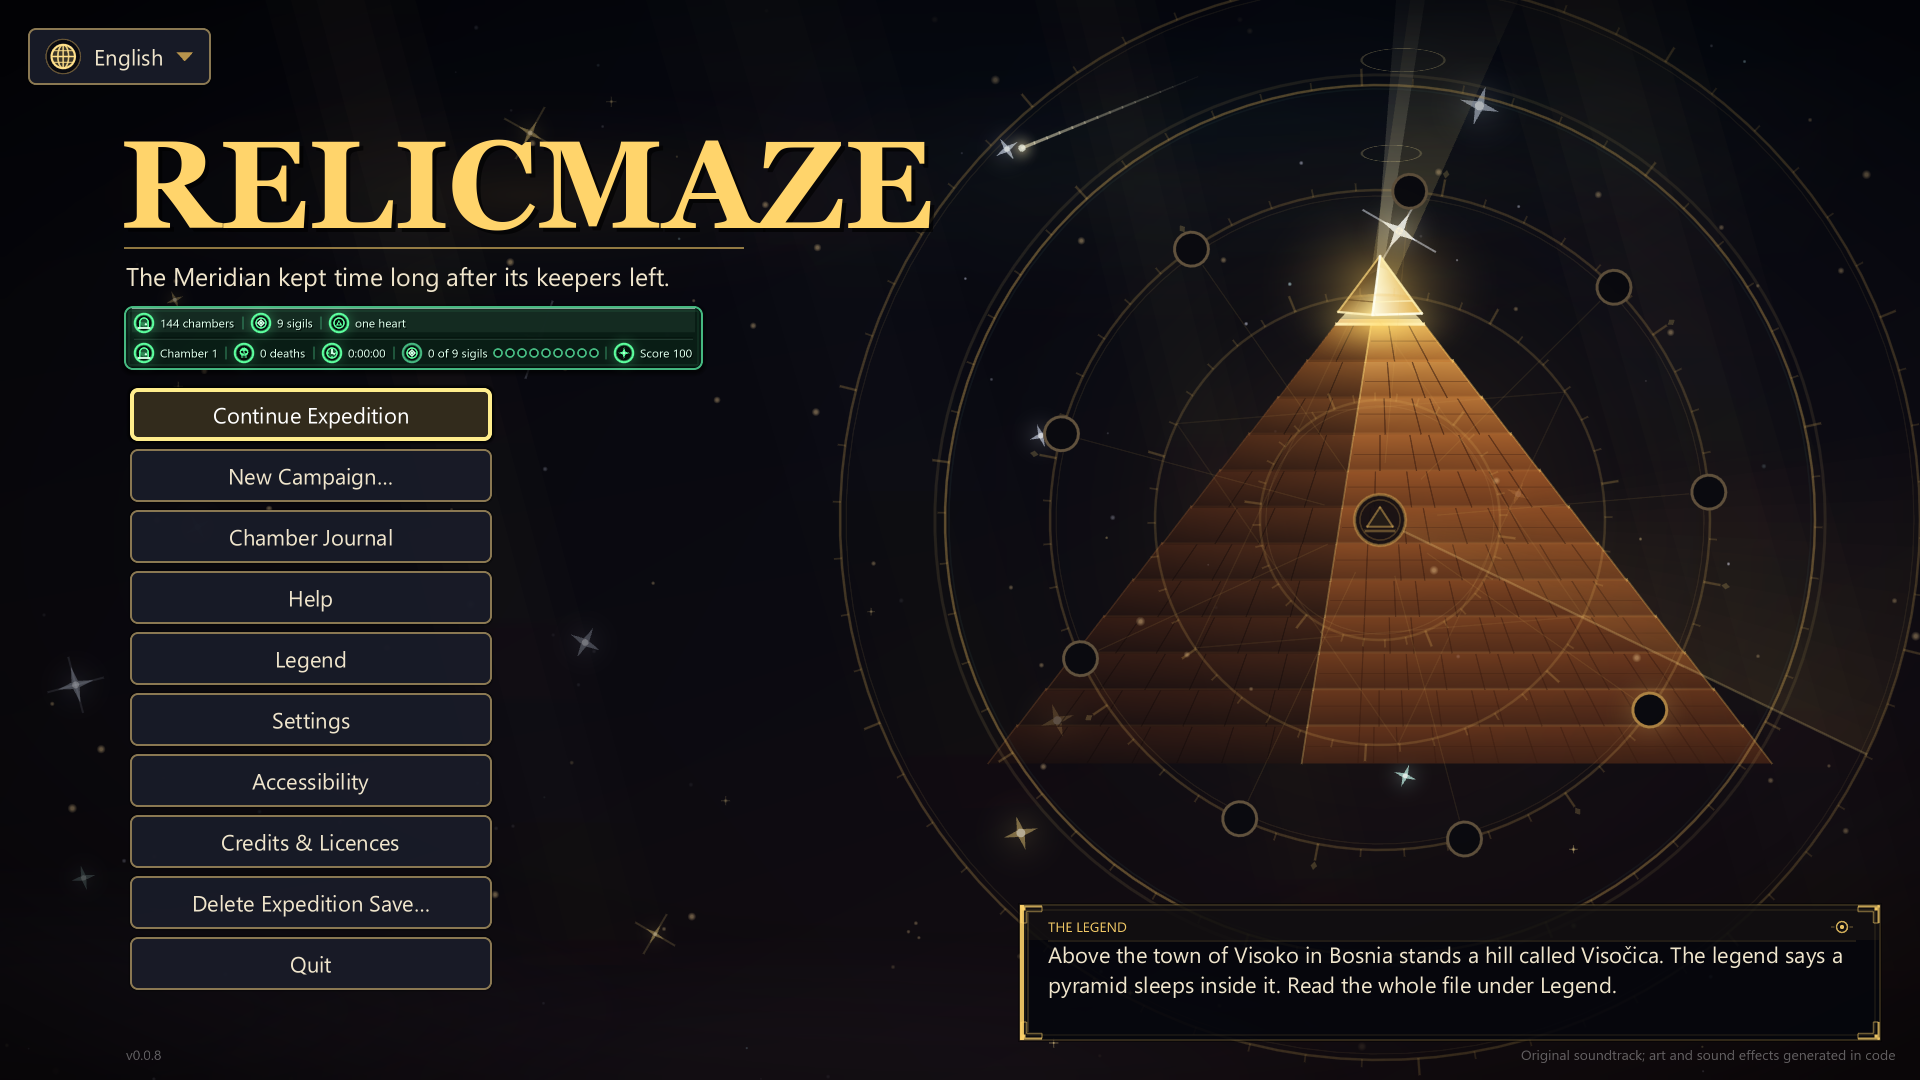 English
RELICMAZE
The Meridian kept time long after its keepers left.
144 chambers | 9 sigils | one heart
Chamber 1 | 0 deaths | 0:00:00 | 0 of 9 sigils | Score 100
Continue Expedition
New Campaign...
Chamber Journal
Help
Legend
Settings
Accessibility
Credits & Licences
Delete Expedition Save...
Quit
THE LEGEND
Above the town of Visoko in Bosnia stands a hill called Visočica. The legend says a
pyramid sleeps inside it. Read the whole file under Legend.
v0.0.8
Original soundtrack; art and sound effects generated in code